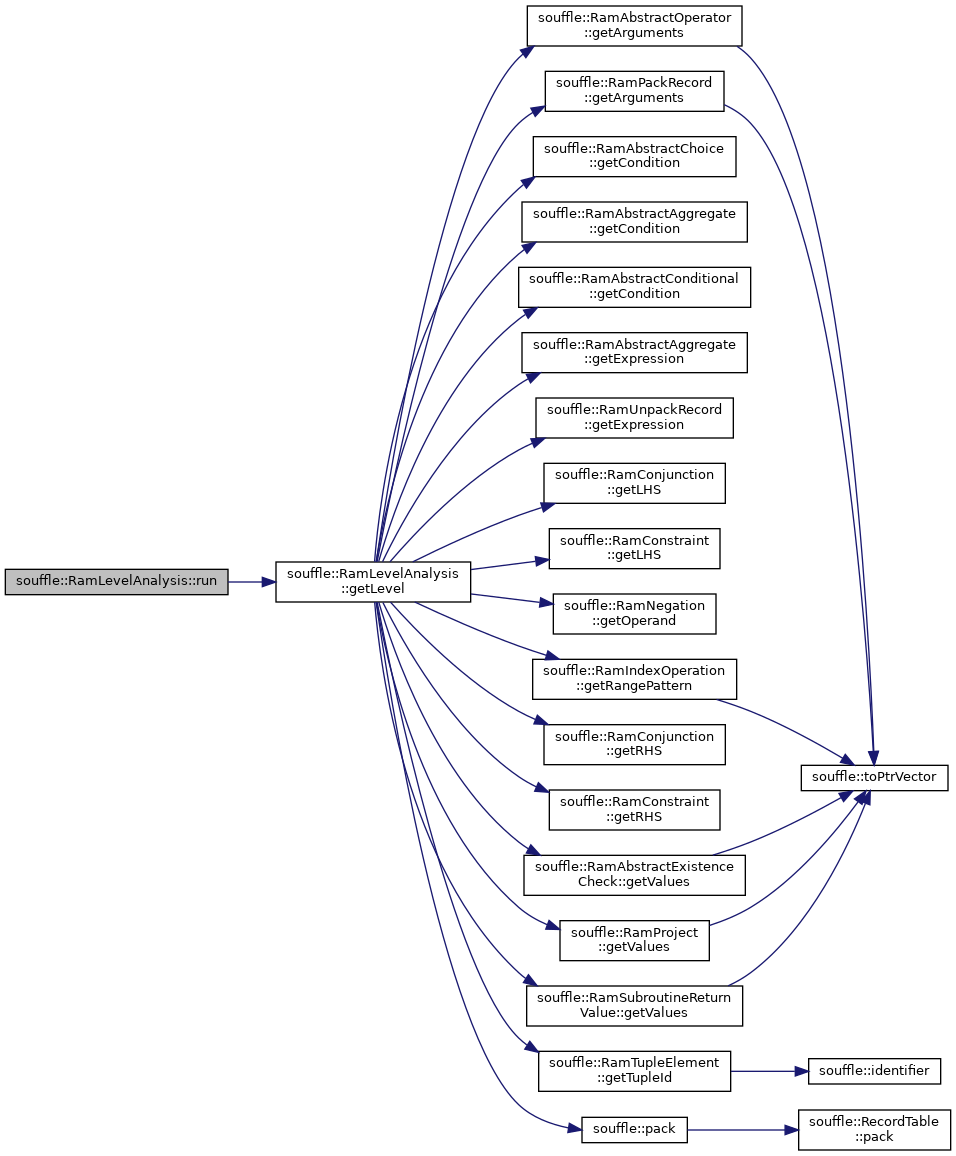 souffle::RamAbstractOperator
::getArguments
souffle::RamPackRecord
::getArguments
souffle::RamAbstractChoice
::getCondition
souffle::RamAbstractAggregate
::getCondition
souffle::RamAbstractConditional
::getCondition
souffle::RamAbstractAggregate
::getExpression
souffle::RamUnpackRecord
::getExpression
souffle::RamConjunction
::getLHS
souffle::RamConstraint
::getLHS
souffle::RamLevelAnalysis::run
souffle::RamLevelAnalysis
::getLevel
souffle::RamNegation
::getOperand
souffle::RamIndexOperation
::getRangePattern
souffle::RamConjunction
::getRHS
souffle::toPtrVector
souffle::RamConstraint
::getRHS
souffle::RamAbstractExistence
Check::getValues
souffle::RamProject
::getValues
souffle::RamSubroutineReturn
Value::getValues
souffle::RamTupleElement
::getTupleId
souffle::identifier
souffle::pack
souffle::RecordTable
::pack